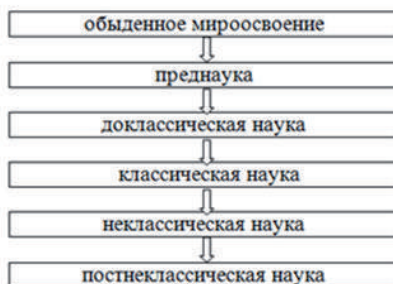 обыденное мироосвоение
преднаука
доклассическая наука
классическая наука
неклассическая наука
постнеклассическая наука